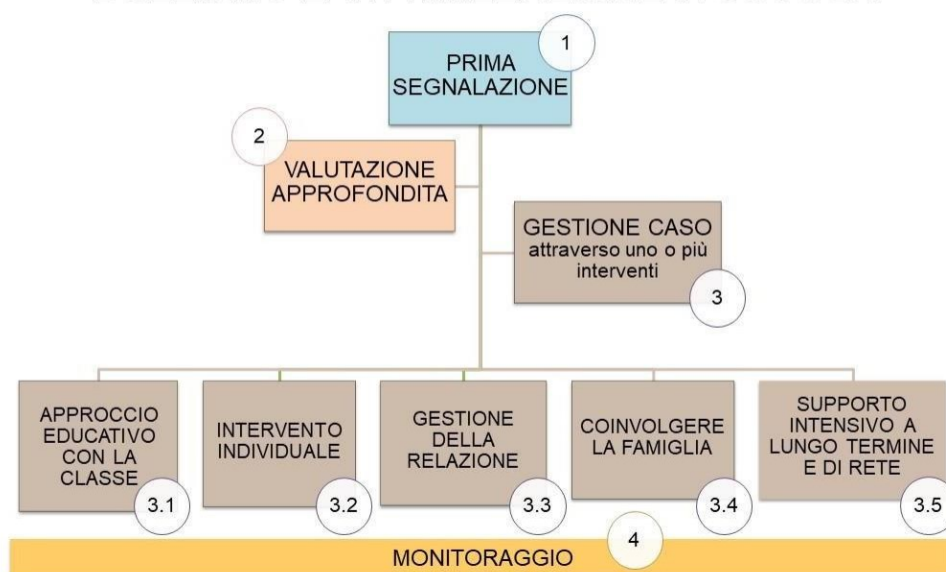 1
PRIMA
SEGNALAZIONE
2
VALUTAZIONE
APPROFONDITA
GESTIONE CASO
attraverso uno o più
interventi
3
APPROCCIO
EDUCATIVO
CON LA
CLASSE
3.1
INTERVENTO
INDIVIDUALE
3.2
GESTIONE
DELLA
RELAZIONE
3.3
COINVOLGERE
LA FAMIGLIA
3.4
SUPPORTO
INTENSIVO A
LUNGO TERMINE
E DI RETE
3.5
4
MONITORAGGIO